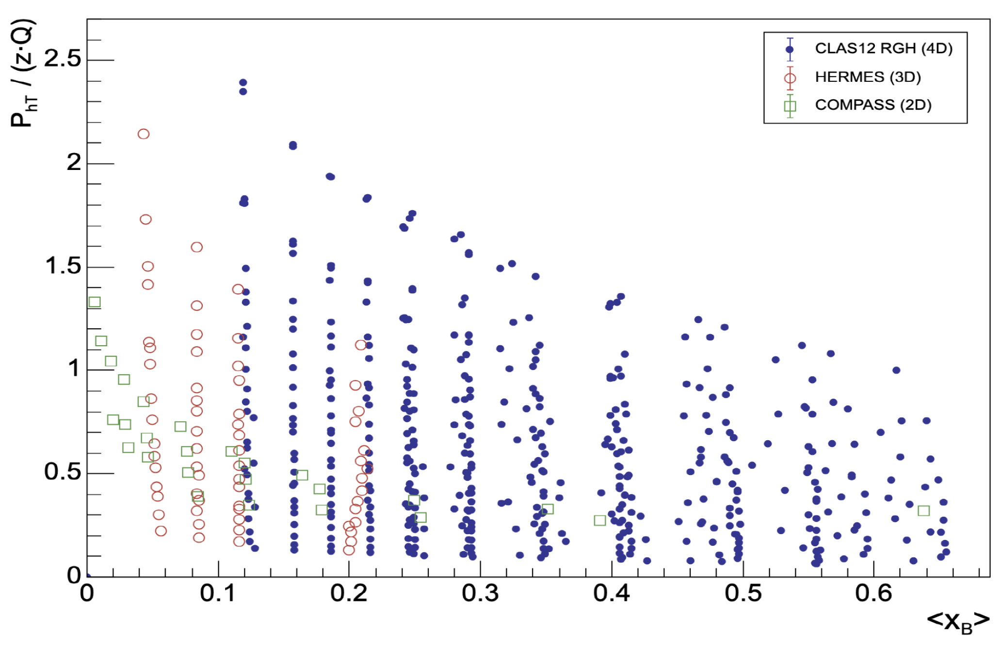 P_hT / (z·Q)
2.5
2
1.5
1
0.5
0
CLAS12 RGH (4D)
HERMES (3D)
COMPASS (2D)
0 0.1 0.2 0.3 0.4 0.5 0.6
<x_B>